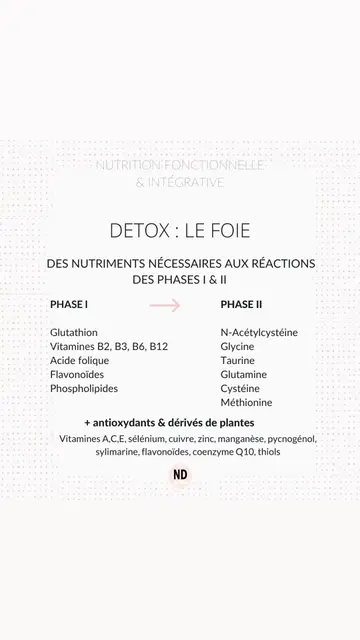 NUTRITION FONCTIONNELLE
& INTÉGRATIVE
DETOX : LE FOIE
DES NUTRIMENTS NÉCESSAIRES AUX RÉACTIONS
DES PHASES I & II
PHASE I
PHASE II
Glutathion
Vitamines B2, B3, B6, B12
Acide folique
Flavonoïdes
Phospholipides
N-Acétylcystéine
Glycine
Taurine
Glutamine
Cystéine
Méthionine
+ antioxydants & dérivés de plantes
Vitamines A,C,E, sélénium, cuivre, zinc, manganèse, pycnogénol,
sylimarine, flavonoïdes, coenzyme Q10, thiols
ND